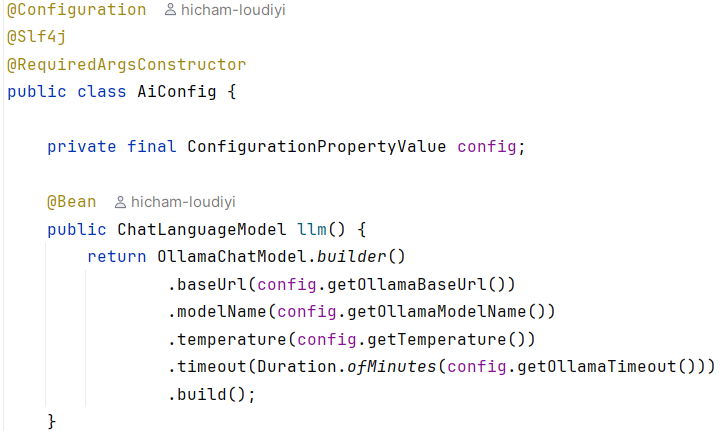 @Configuration hicham-loudiyi
@Slf4j
@RequiredArgsConstructor
public class AiConfig {
private final ConfigurationPropertyValue config;
@Bean hicham-loudiyi
public ChatLanguageModel llm() {
return OllamaChatModel.builder()
.baseUrl(config.getOllamaBaseUrl())
.modelName(config.getOllamaModelName())
.temperature(config.getTemperature())
.timeout(Duration.ofMinutes(config.getOllamaTimeout()))
.build();
}